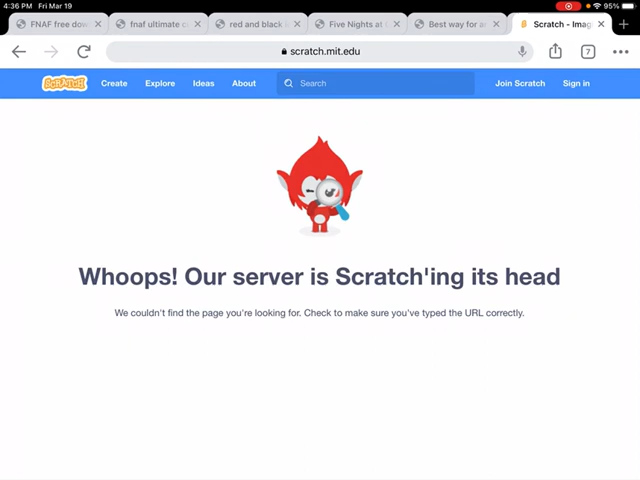 4:36 PM Fri Mar 19 95%
FNAF free dow fnaf ultimate c red and black Five Nights at Best way for a Scratch - Imag
scratch.mit.edu 7
SCRATCH Create Explore Ideas About Search Join Scratch Sign in
Whoops! Our server is Scratch'ing its head
We couldn't find the page you're looking for. Check to make sure you've typed the URL correctly.